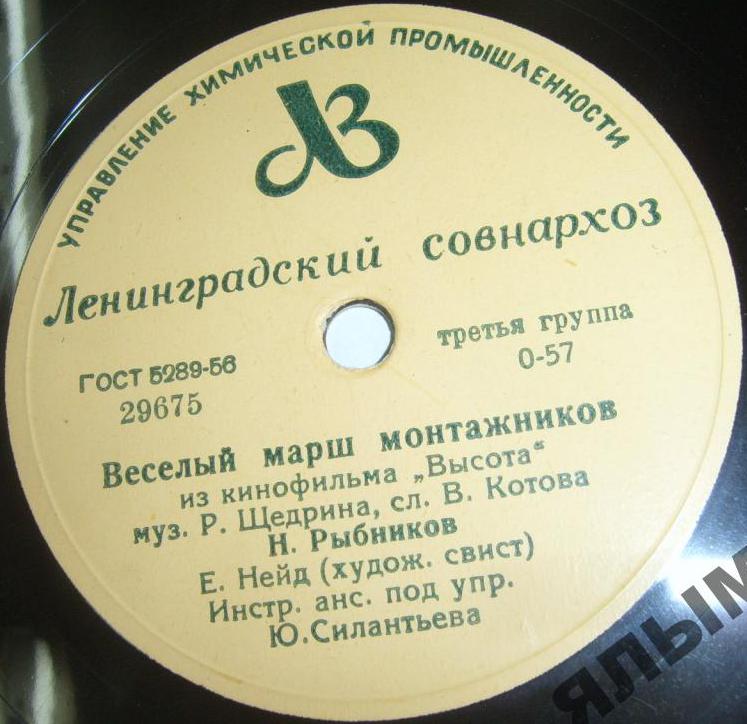 УПРАВЛЕНИЕ ХИМИЧЕСКОЙ ПРОМЫШЛЕННОСТИ
ЛЗ
Ленинградский совнархоз
ГОСТ 5289-56
29675
третья группа
0-57
Веселый марш монтажников
из кинофильма „Высота“
муз. Р. Щедрина, сл. В. Котова
Н. Рыбников
Е. Нейд (худож. свист)
Инстр. анс. под упр.
Ю.Силантьева